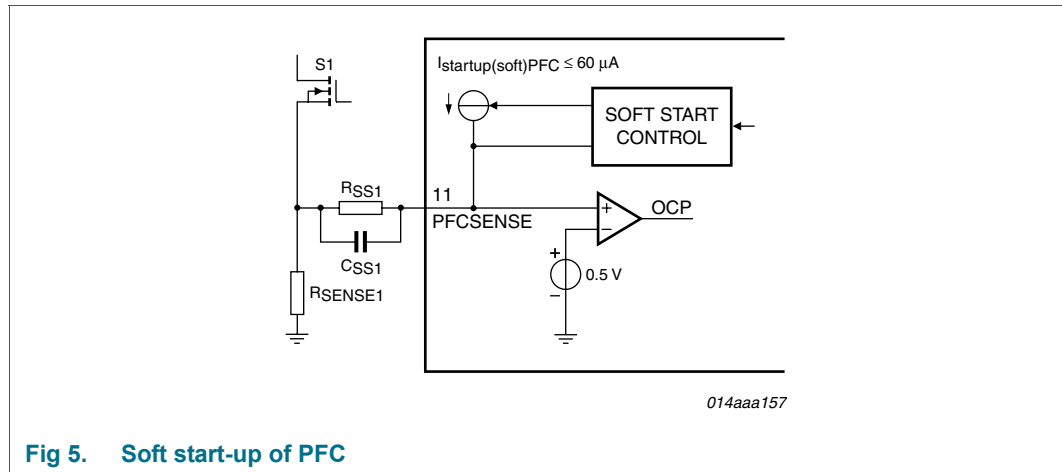 S1
Istartup(soft)PFC ≤ 60 μA
SOFT START
CONTROL
RSS1
11
PFCSENSE
CSS1
RSENSE1
+
−
OCP
+
0.5 V
−
014aaa157
Fig 5. Soft start-up of PFC